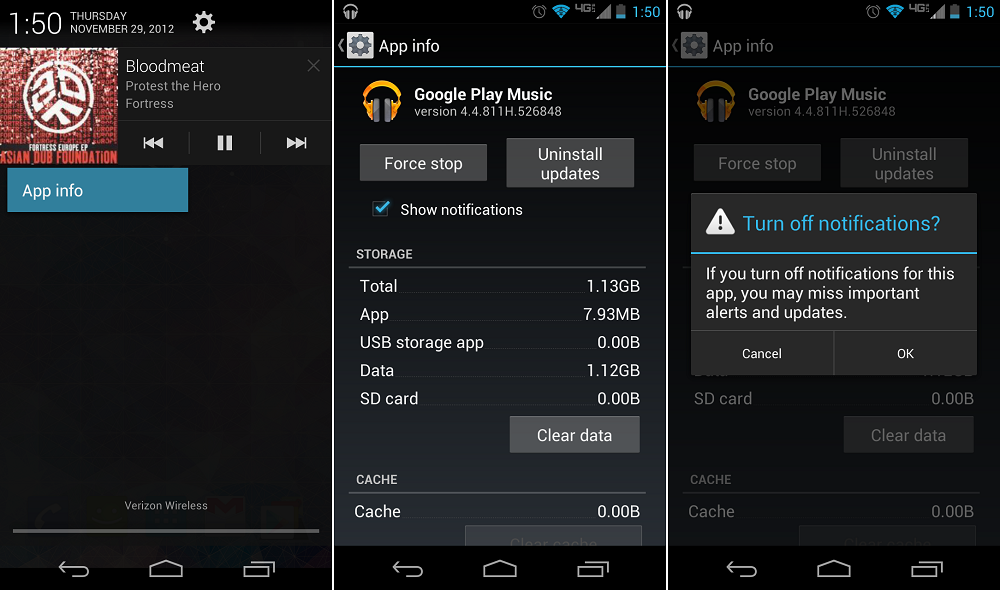 1:50
THURSDAY
NOVEMBER 29, 2012
Bloodmeat
Protest the Hero
Fortress
FORTRESS EUROPE EP
SIAN DUB FOUNDATION
App info
Verizon Wireless
4G
1:50
App info
Google Play Music
version 4.4.811H.526848
Force stop
Uninstall
updates
Show notifications
STORAGE
Total 1.13GB
App 7.93MB
USB storage app 0.00B
Data 1.12GB
SD card 0.00B
Clear data
CACHE
Cache 0.00B
Clear cache
4G
1:50
App info
Google Play Music
version 4.4.811H.526848
Force stop
Uninstall
updates
Turn off notifications?
If you turn off notifications for this
app, you may miss important
alerts and updates.
Cancel
OK
SD card 0.00B
Clear data
CACHE
Cache 0.00B
Clear cache